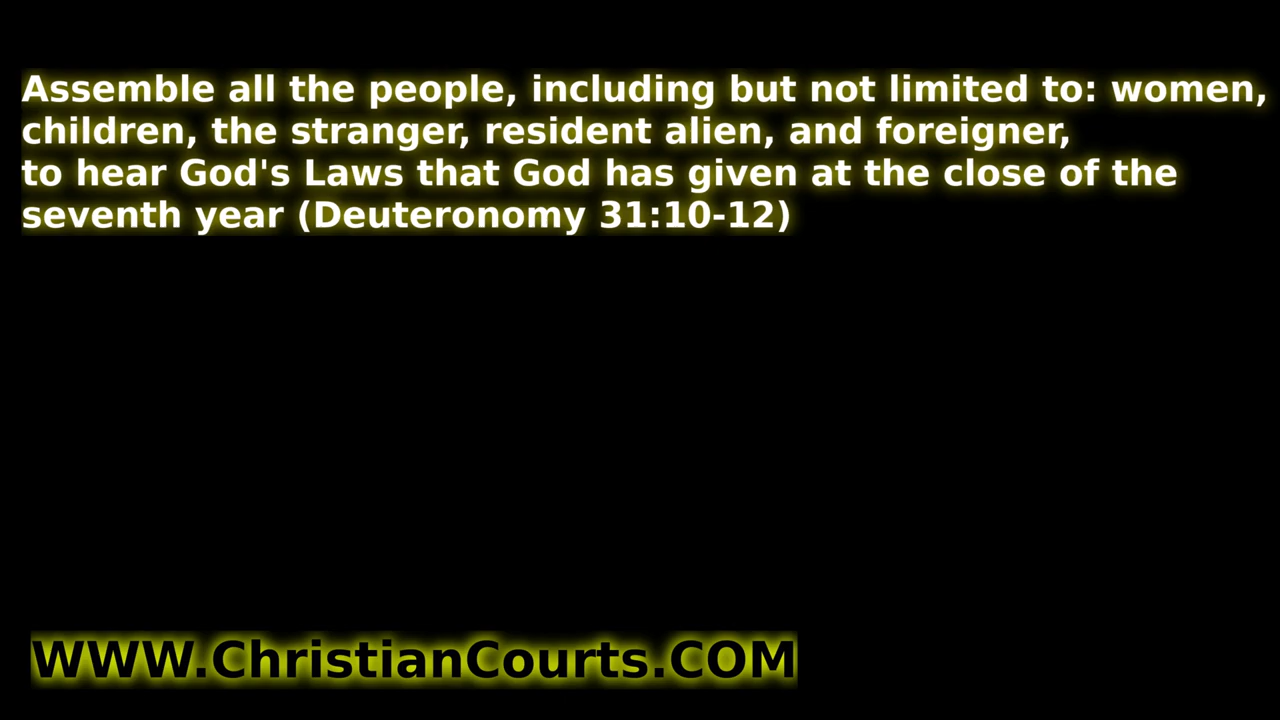 Assemble all the people, including but not limited to: women,
children, the stranger, resident alien, and foreigner,
to hear God's Laws that God has given at the close of the
seventh year (Deuteronomy 31:10-12)
WWW.ChristianCourts.COM